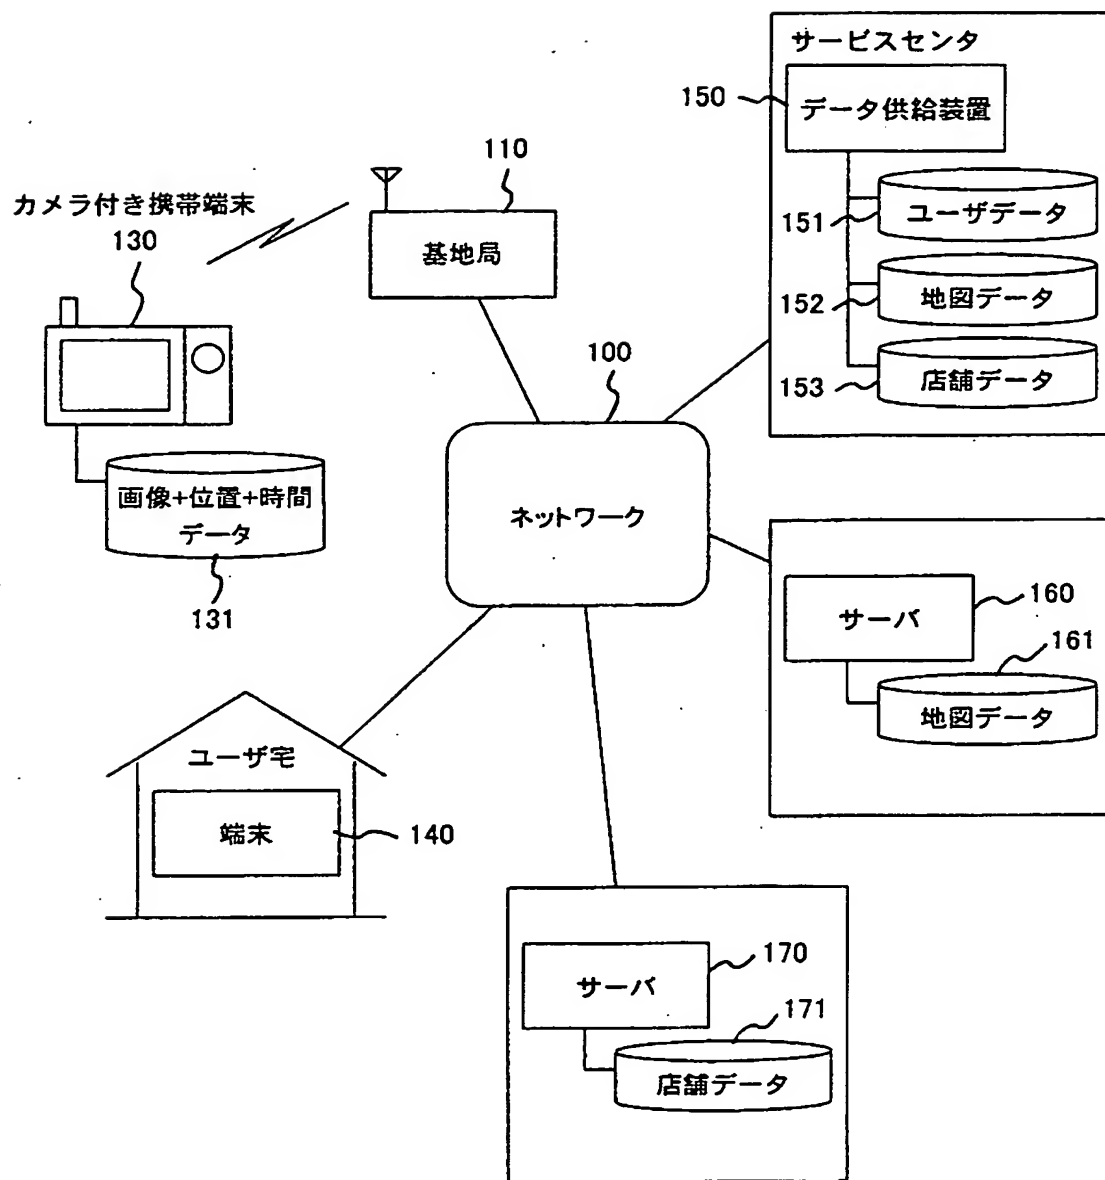 サービスセンタ
150
データ供給装置
110
カメラ付き携帯端末
130
基地局
151
ユーザデータ
152
地図データ
153
店舗データ
100
ネットワーク
画像+位置+時間
データ
131
サーバ
160
161
地図データ
ユーザ宅
端末
140
サーバ
170
171
店舗データ